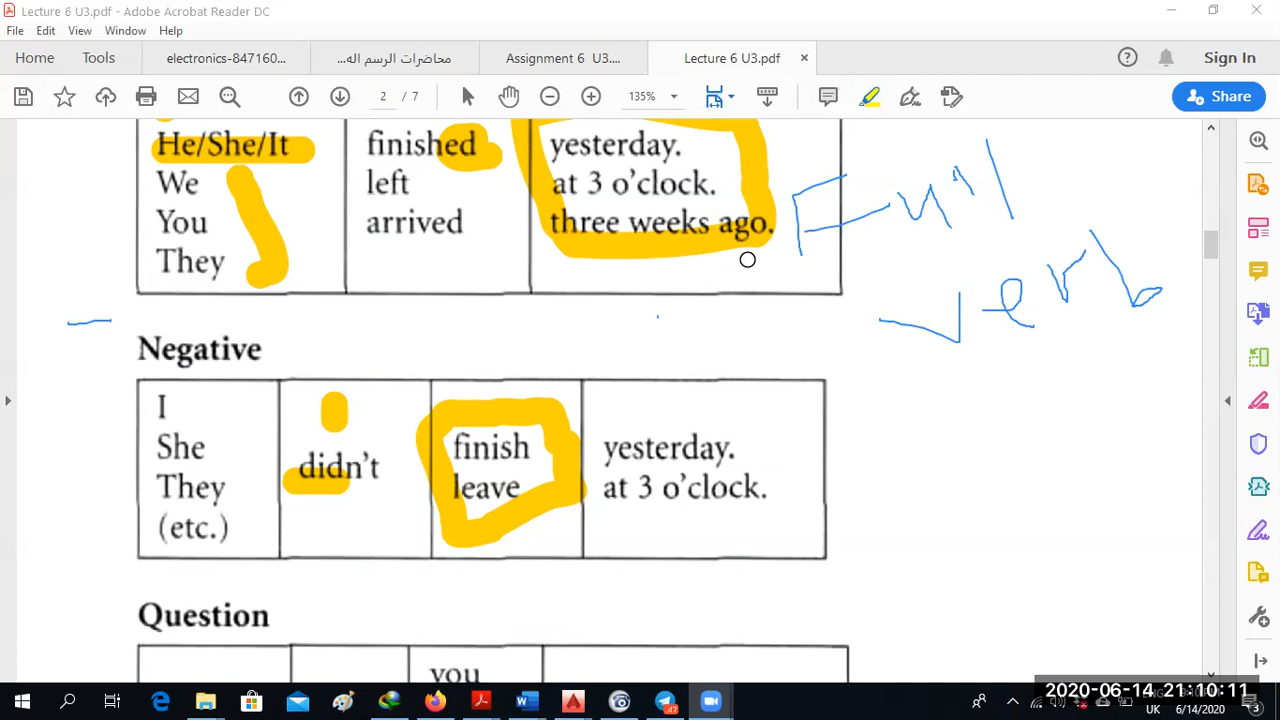 Lecture 6 U3.pdf - Adobe Acrobat Reader DC
File Edit View Window Help
Home Tools electronics-847160... محاضرات الرسم اله... Assignment 6 U3.... Lecture 6 U3.pdf × Sign In
2 / 7 135% Share
He/She/It finished yesterday.
We left at 3 o'clock.
You arrived three weeks ago.
They
Full
verb
Negative
I
She finish yesterday.
didn't
They leave at 3 o'clock.
(etc.)
Question
you
2020-06-14 21:10:11
UK 6/14/2020